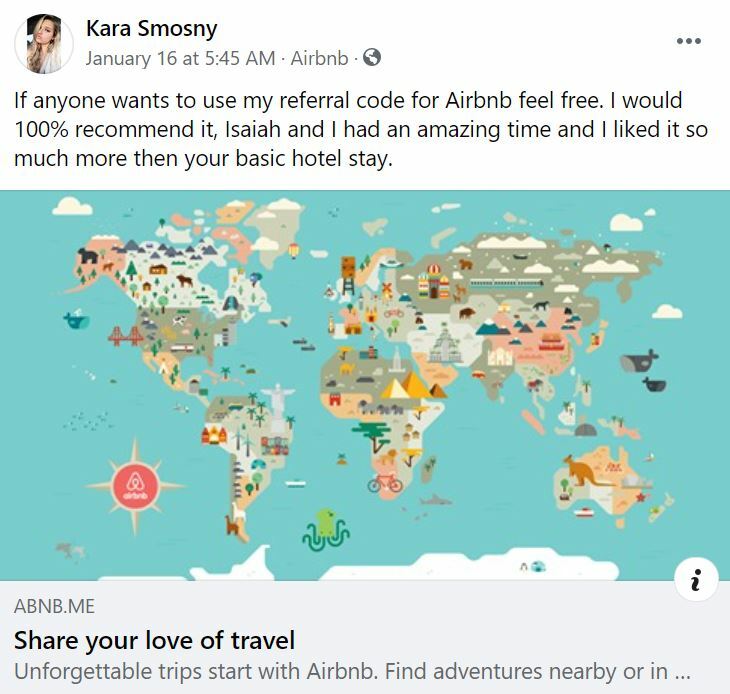 Kara Smosny
January 16 at 5:45 AM · Airbnb ·
If anyone wants to use my referral code for Airbnb feel free. I would
100% recommend it, Isaiah and I had an amazing time and I liked it so
much more then your basic hotel stay.
airbnb
ABNB.ME
Share your love of travel
Unforgettable trips start with Airbnb. Find adventures nearby or in ...